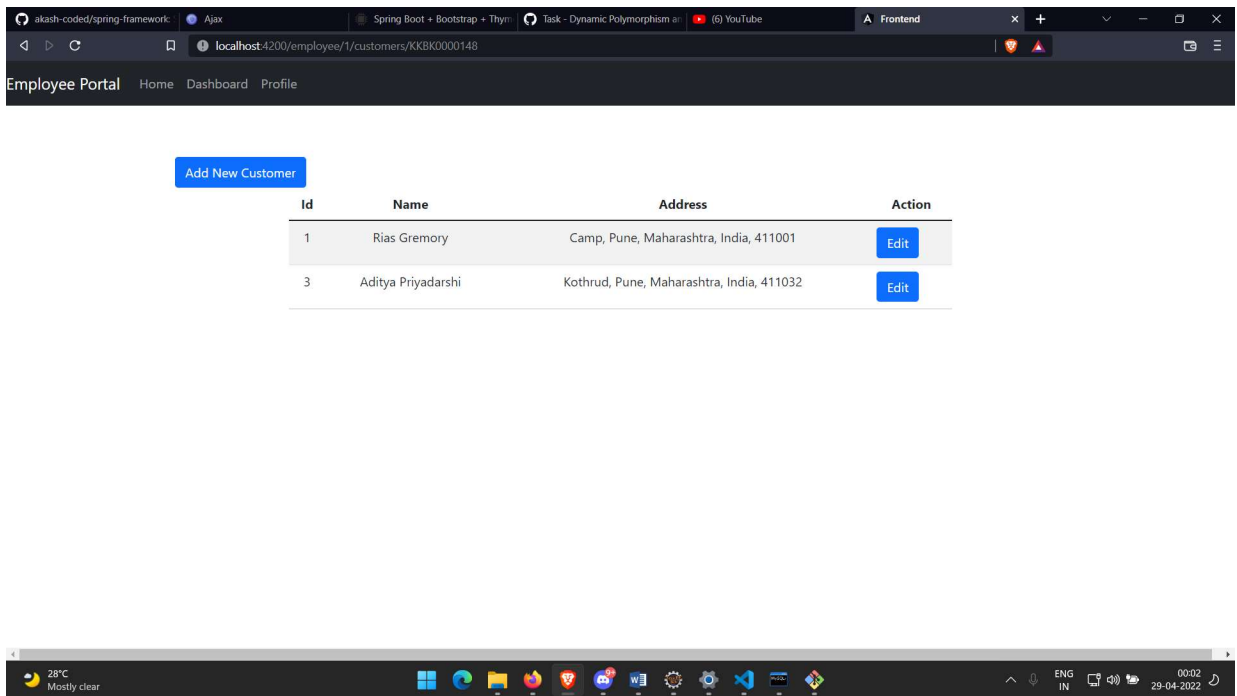 akash-coded/spring-framework: Ajax Spring Boot + Bootstrap + Thym Task - Dynamic Polymorphism an (6) YouTube Frontend
localhost:4200/employee/1/customers/KKBK0000148
Employee Portal Home Dashboard Profile
Add New Customer
Id Name Address Action
1 Rias Gremory Camp, Pune, Maharashtra, India, 411001 Edit
3 Aditya Priyadarshi Kothrud, Pune, Maharashtra, India, 411032 Edit
28°C
Mostly clear
ENG
IN
00:02
29-04-2022